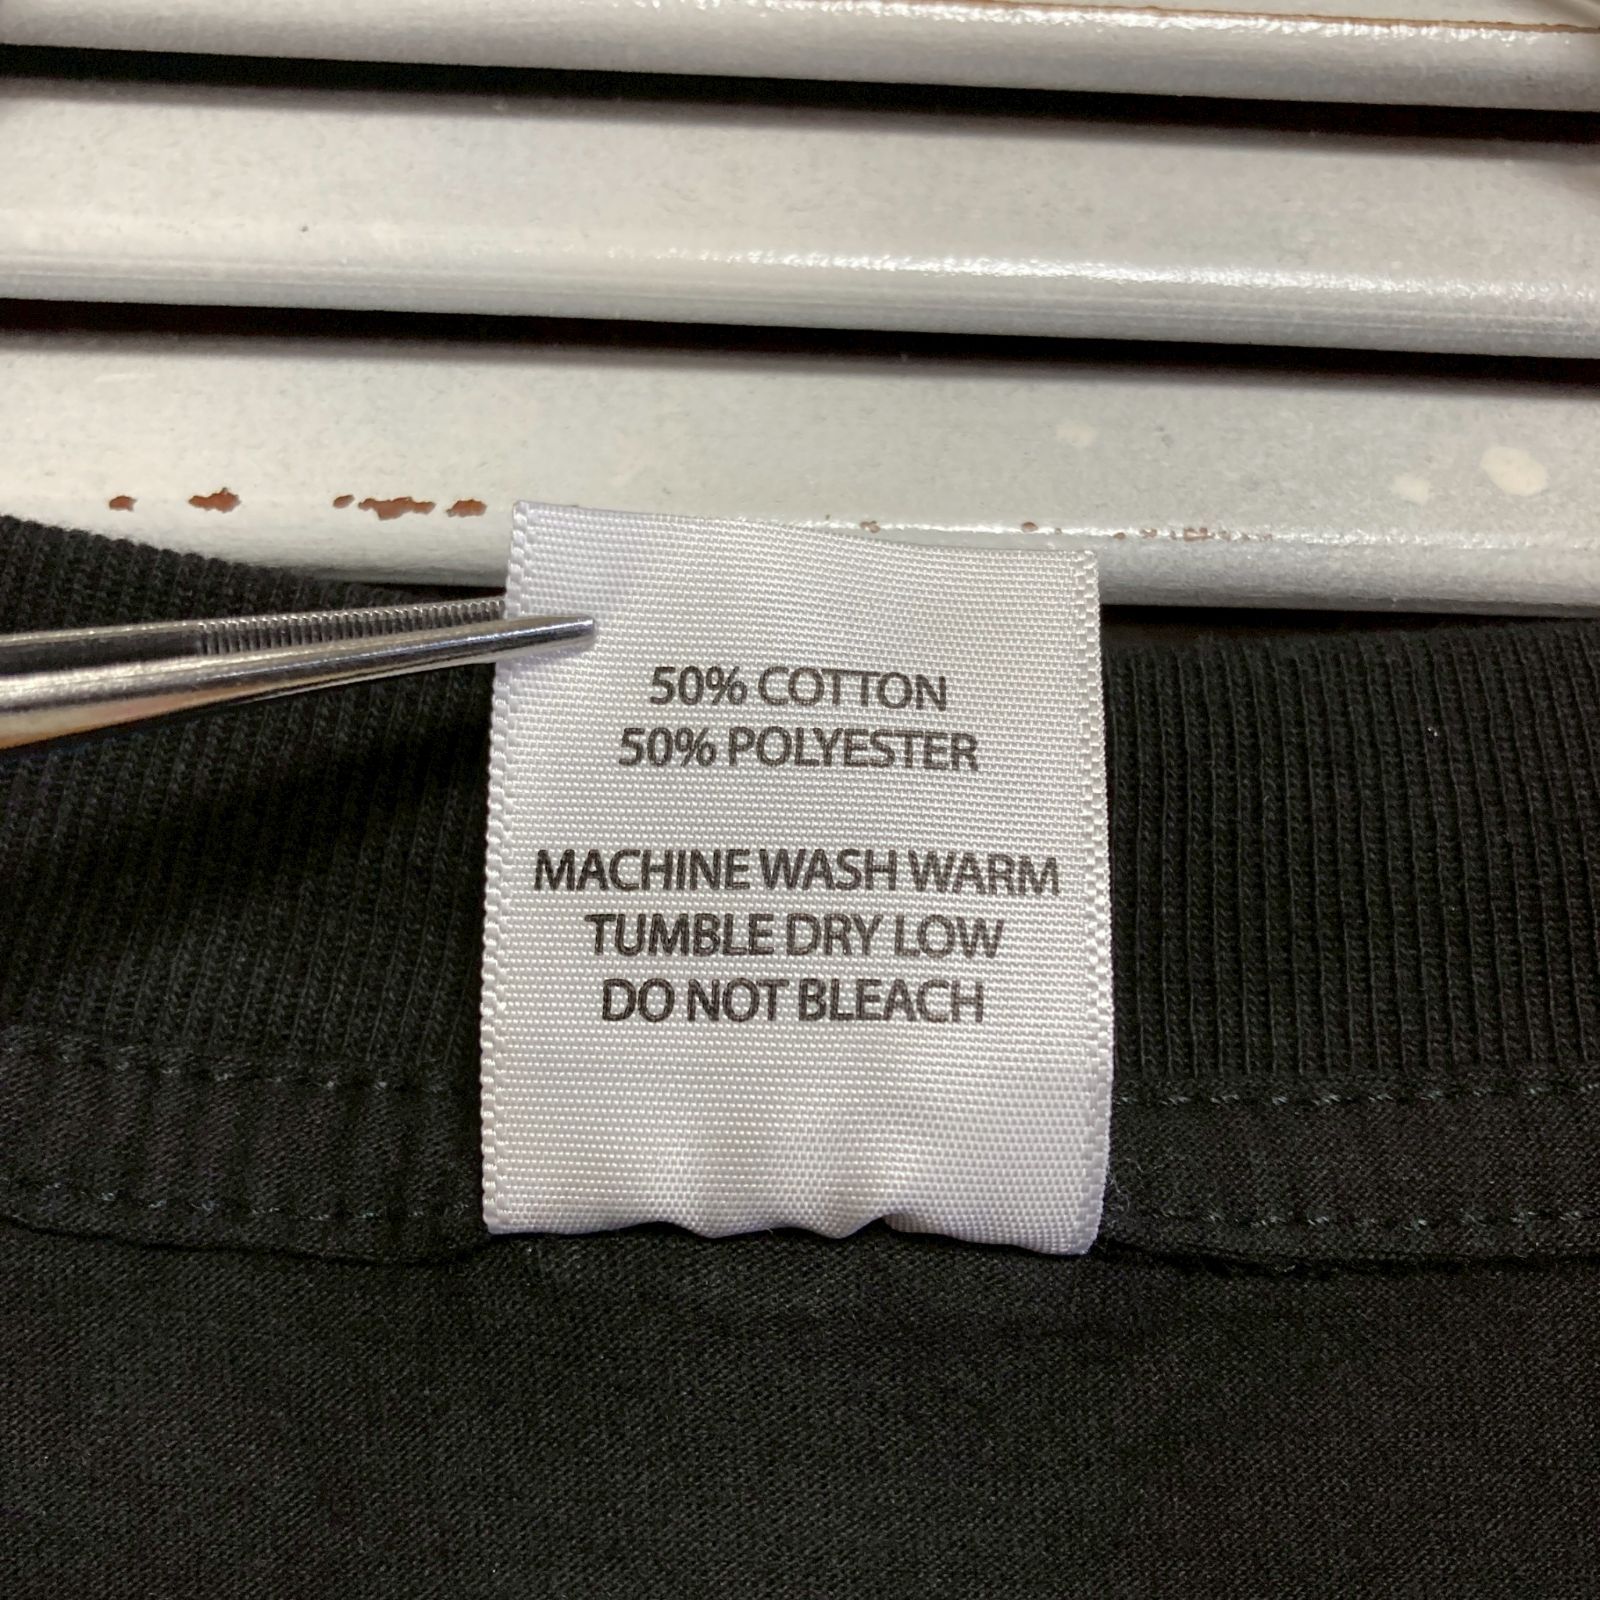 50% COTTON
50% POLYESTER
MACHINE WASH WARM
TUMBLE DRY LOW
DO NOT BLEACH